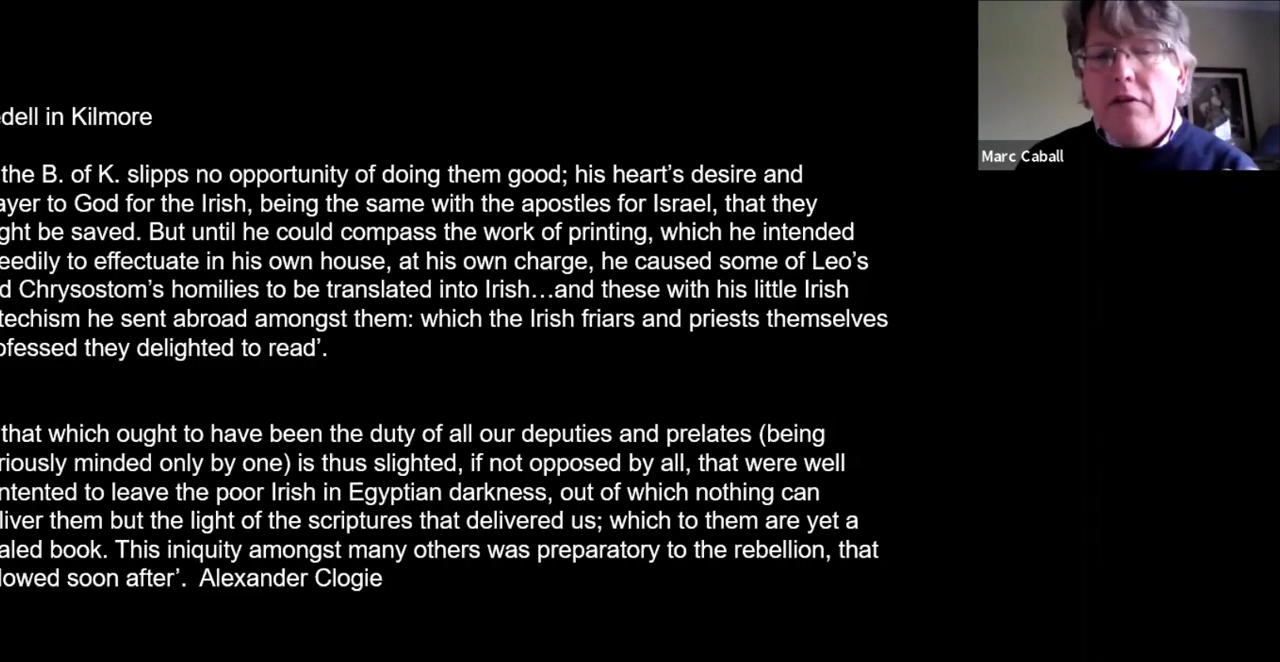 dell in Kilmore
the B. of K. slipps no opportunity of doing them good; his heart’s desire and
ayer to God for the Irish, being the same with the apostles for Israel, that they
ght be saved. But until he could compass the work of printing, which he intended
eedily to effectuate in his own house, at his own charge, he caused some of Leo’s
d Chrysostom’s homilies to be translated into Irish…and these with his little Irish
techism he sent abroad amongst them: which the Irish friars and priests themselves
ofessed they delighted to read’.
that which ought to have been the duty of all our deputies and prelates (being
riously minded only by one) is thus slighted, if not opposed by all, that were well
ntented to leave the poor Irish in Egyptian darkness, out of which nothing can
liver them but the light of the scriptures that delivered us; which to them are yet a
aled book. This iniquity amongst many others was preparatory to the rebellion, that
lowed soon after’.  Alexander Clogie
Marc Caball